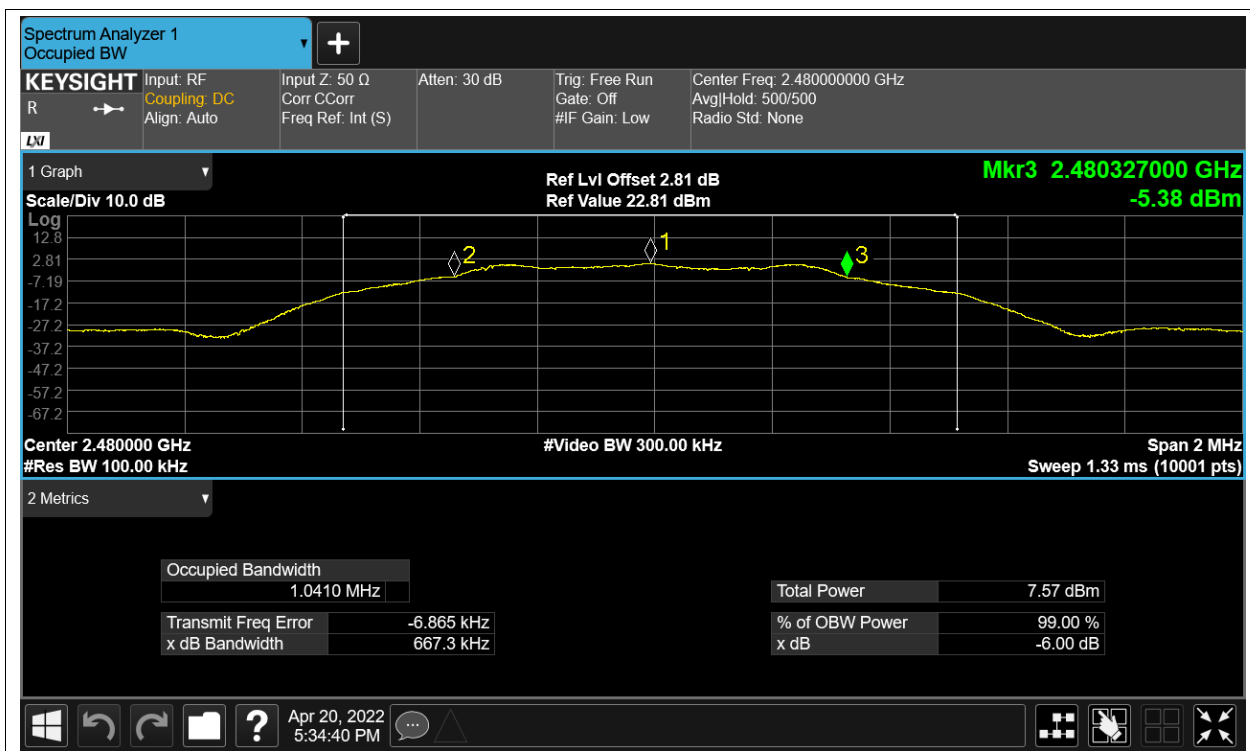 Spectrum Analyzer 1
Occupied BW
KEYSIGHT
R
LXI
Input: RF
Coupling: DC
Align: Auto
Input Z: 50 Ω
Corr CCorr
Freq Ref: Int (S)
Atten: 30 dB
Trig: Free Run
Gate: Off
#IF Gain: Low
Center Freq: 2.480000000 GHz
Avg|Hold: 500/500
Radio Std: None
1 Graph
Scale/Div 10.0 dB
Ref Lvl Offset 2.81 dB
Ref Value 22.81 dBm
Mkr3 2.480327000 GHz
-5.38 dBm
Log
12.8
2.81
-7.19
-17.2
-27.2
-37.2
-47.2
-57.2
-67.2
2
1
3
Center 2.480000 GHz
#Res BW 100.00 kHz
#Video BW 300.00 kHz
Span 2 MHz
Sweep 1.33 ms (10001 pts)
2 Metrics
Occupied Bandwidth
1.0410 MHz
Transmit Freq Error -6.865 kHz
x dB Bandwidth 667.3 kHz
Total Power 7.57 dBm
% of OBW Power 99.00 %
x dB -6.00 dB
?
Apr 20, 2022
5:34:40 PM